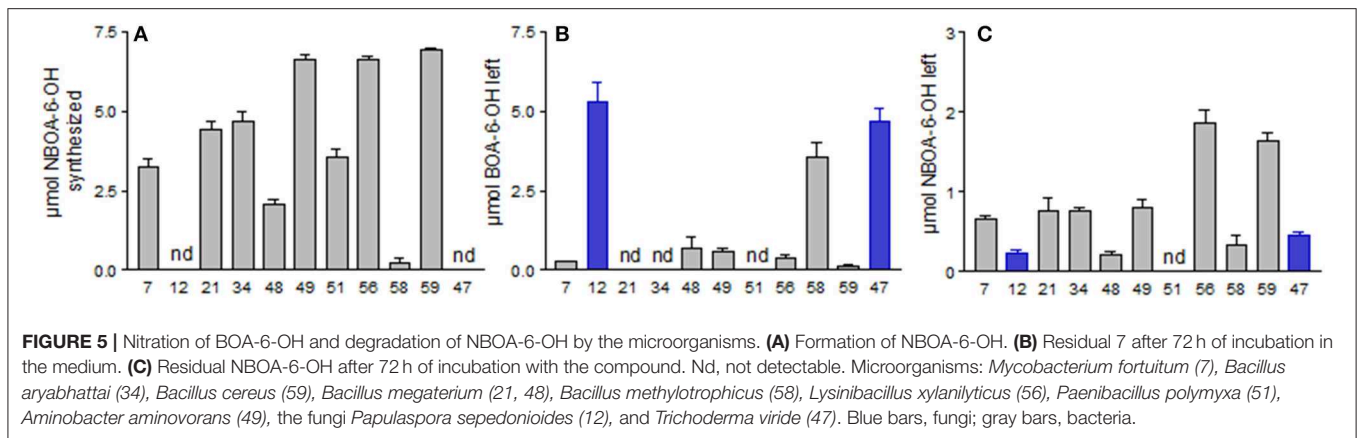 A
7.5
5.0
2.5
0.0
µmol NBOA-6-OH
synthesized
nd
nd
7 12 21 34 48 49 51 56 58 59 47
B
7.5
5.0
2.5
0.0
µmol BOA-6-OH left
nd nd nd
7 12 21 34 48 49 51 56 58 59 47
C
3
2
1
0
µmol NBOA-6-OH left
nd
7 12 21 34 48 49 51 56 58 59 47
FIGURE 5 | Nitration of BOA-6-OH and degradation of NBOA-6-OH by the microorganisms. (A) Formation of NBOA-6-OH. (B) Residual 7 after 72 h of incubation in
the medium. (C) Residual NBOA-6-OH after 72 h of incubation with the compound. Nd, not detectable. Microorganisms: Mycobacterium fortuitum (7), Bacillus
aryabhattai (34), Bacillus cereus (59), Bacillus megaterium (21, 48), Bacillus methylotrophicus (58), Lysinibacillus xylanilyticus (56), Paenibacillus polymyxa (51),
Aminobacter aminovorans (49), the fungi Papulaspora sepedonioides (12), and Trichoderma viride (47). Blue bars, fungi; gray bars, bacteria.